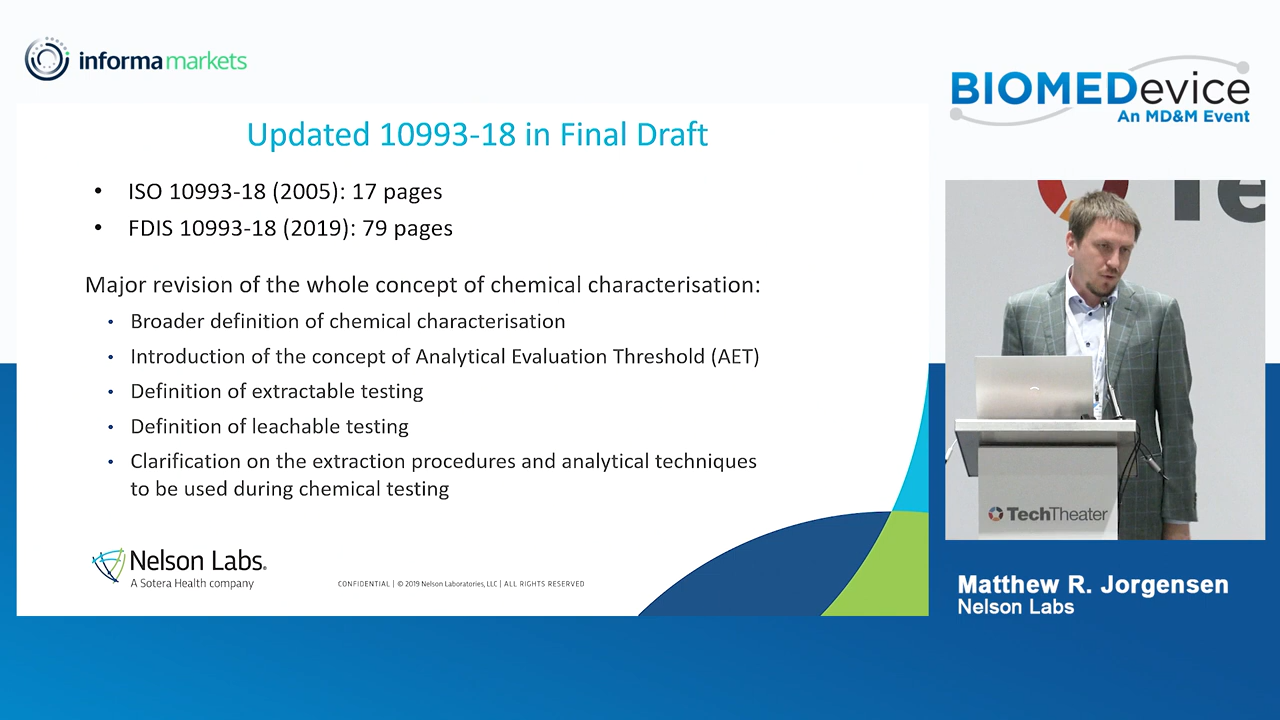 informa markets
BIOMEDevice
An MD&M Event
Updated 10993-18 in Final Draft
• ISO 10993-18 (2005): 17 pages
• FDIS 10993-18 (2019): 79 pages
Major revision of the whole concept of chemical characterisation:
• Broader definition of chemical characterisation
• Introduction of the concept of Analytical Evaluation Threshold (AET)
• Definition of extractable testing
• Definition of leachable testing
• Clarification on the extraction procedures and analytical techniques
to be used during chemical testing
Nelson Labs®
A Sotera Health company
CONFIDENTIAL | © 2019 Nelson Laboratories, LLC | ALL RIGHTS RESERVED
Te
TechTheater
Matthew R. Jorgensen
Nelson Labs